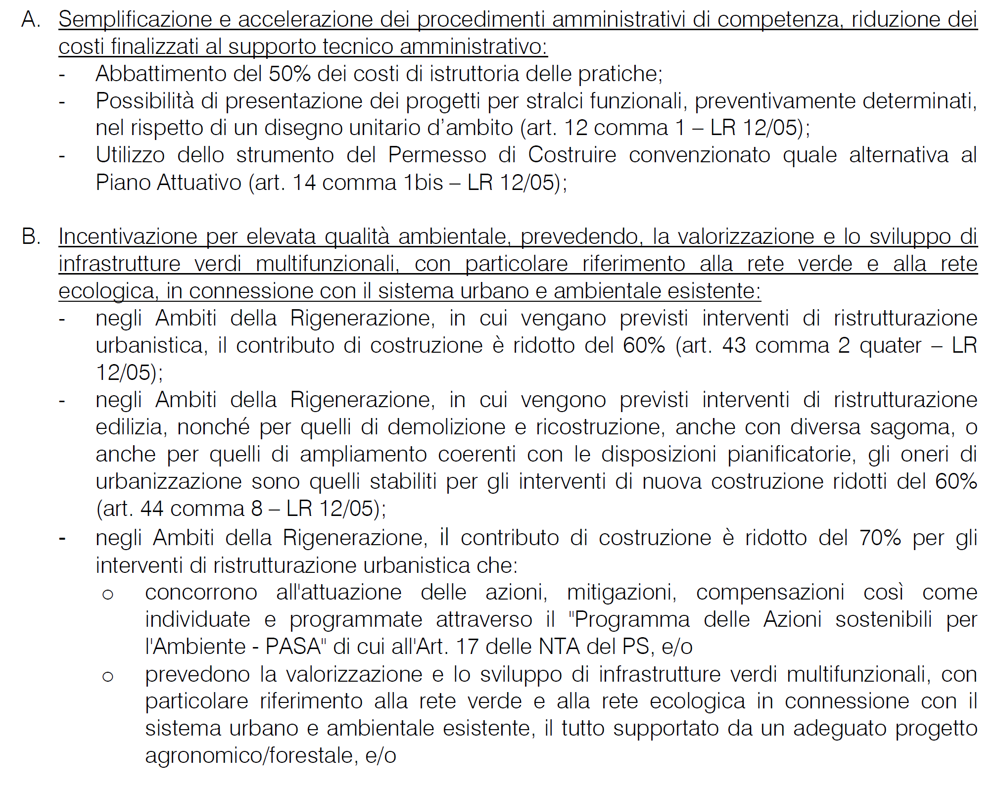 A. Semplificazione e accelerazione dei procedimenti amministrativi di competenza, riduzione dei
costi finalizzati al supporto tecnico amministrativo:
- Abbattimento del 50% dei costi di istruttoria delle pratiche;
- Possibilità di presentazione dei progetti per stralci funzionali, preventivamente determinati,
nel rispetto di un disegno unitario d’ambito (art. 12 comma 1 – LR 12/05);
- Utilizzo dello strumento del Permesso di Costruire convenzionato quale alternativa al
Piano Attuativo (art. 14 comma 1bis – LR 12/05);
B. Incentivazione per elevata qualità ambientale, prevedendo, la valorizzazione e lo sviluppo di
infrastrutture verdi multifunzionali, con particolare riferimento alla rete verde e alla rete
ecologica, in connessione con il sistema urbano e ambientale esistente:
- negli Ambiti della Rigenerazione, in cui vengano previsti interventi di ristrutturazione
urbanistica, il contributo di costruzione è ridotto del 60% (art. 43 comma 2 quater – LR
12/05);
- negli Ambiti della Rigenerazione, in cui vengono previsti interventi di ristrutturazione
edilizia, nonché per quelli di demolizione e ricostruzione, anche con diversa sagoma, o
anche per quelli di ampliamento coerenti con le disposizioni pianificatorie, gli oneri di
urbanizzazione sono quelli stabiliti per gli interventi di nuova costruzione ridotti del 60%
(art. 44 comma 8 – LR 12/05);
- negli Ambiti della Rigenerazione, il contributo di costruzione è ridotto del 70% per gli
interventi di ristrutturazione urbanistica che:
o concorrono all'attuazione delle azioni, mitigazioni, compensazioni così come
individuate e programmate attraverso il "Programma delle Azioni sostenibili per
l'Ambiente - PASA" di cui all'Art. 17 delle NTA del PS, e/o
o prevedono la valorizzazione e lo sviluppo di infrastrutture verdi multifunzionali, con
particolare riferimento alla rete verde e alla rete ecologica in connessione con il
sistema urbano e ambientale esistente, il tutto supportato da un adeguato progetto
agronomico/forestale, e/o